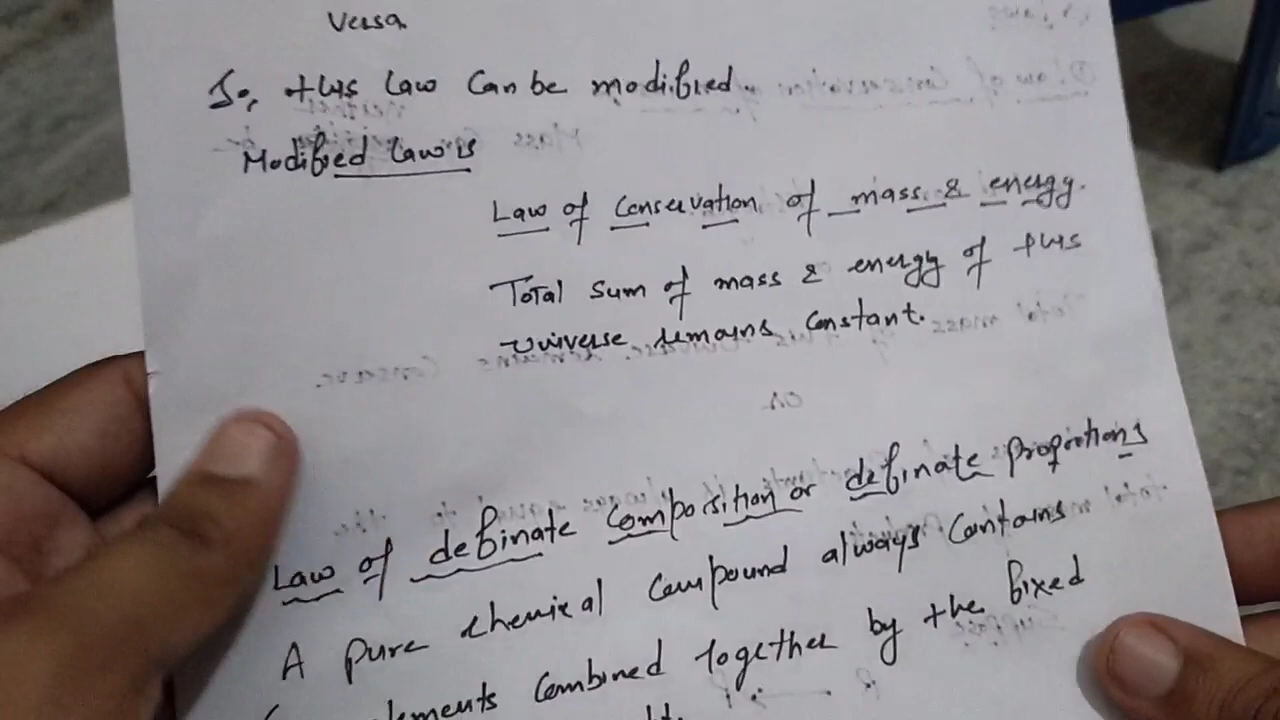 Versa
So, this law can be modified.
Modified law is
Law of Conservation of mass & energy.
Total sum of mass & energy of this
universe remains constant.
Law of definate composition or definate proportions
A pure chemical compound always contains
elements combined together by the fixed